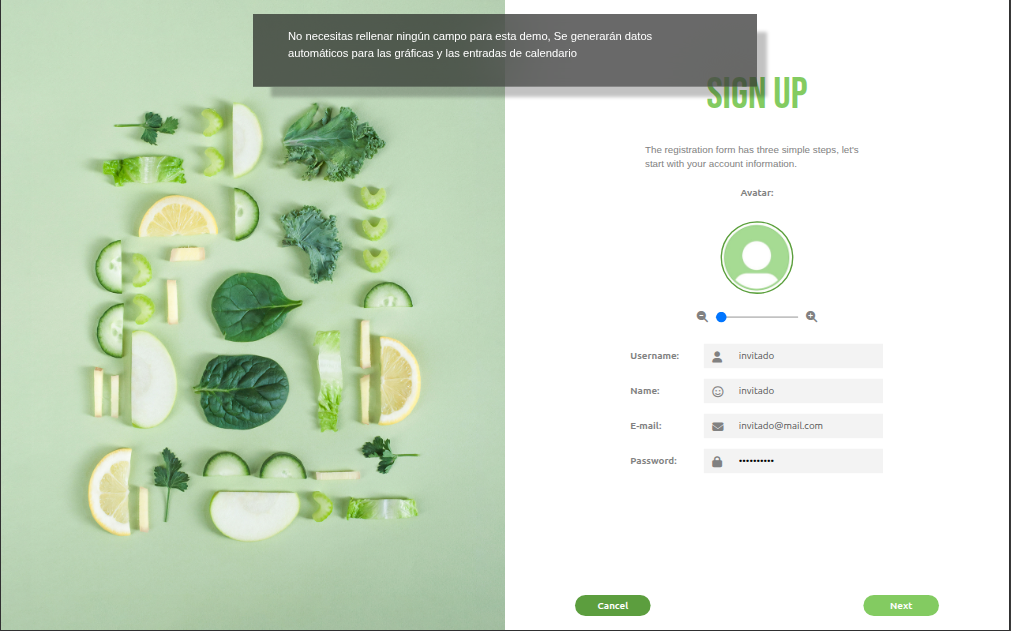 No necesitas rellenar ningún campo para esta demo, Se generarán datos
automáticos para las gráficas y las entradas de calendario
SIGN UP
The registration form has three simple steps, let's
start with your account information.
Avatar:
Username: invitado
Name: invitado
E-mail: invitado@mail.com
Password: ••••••••••
Cancel Next